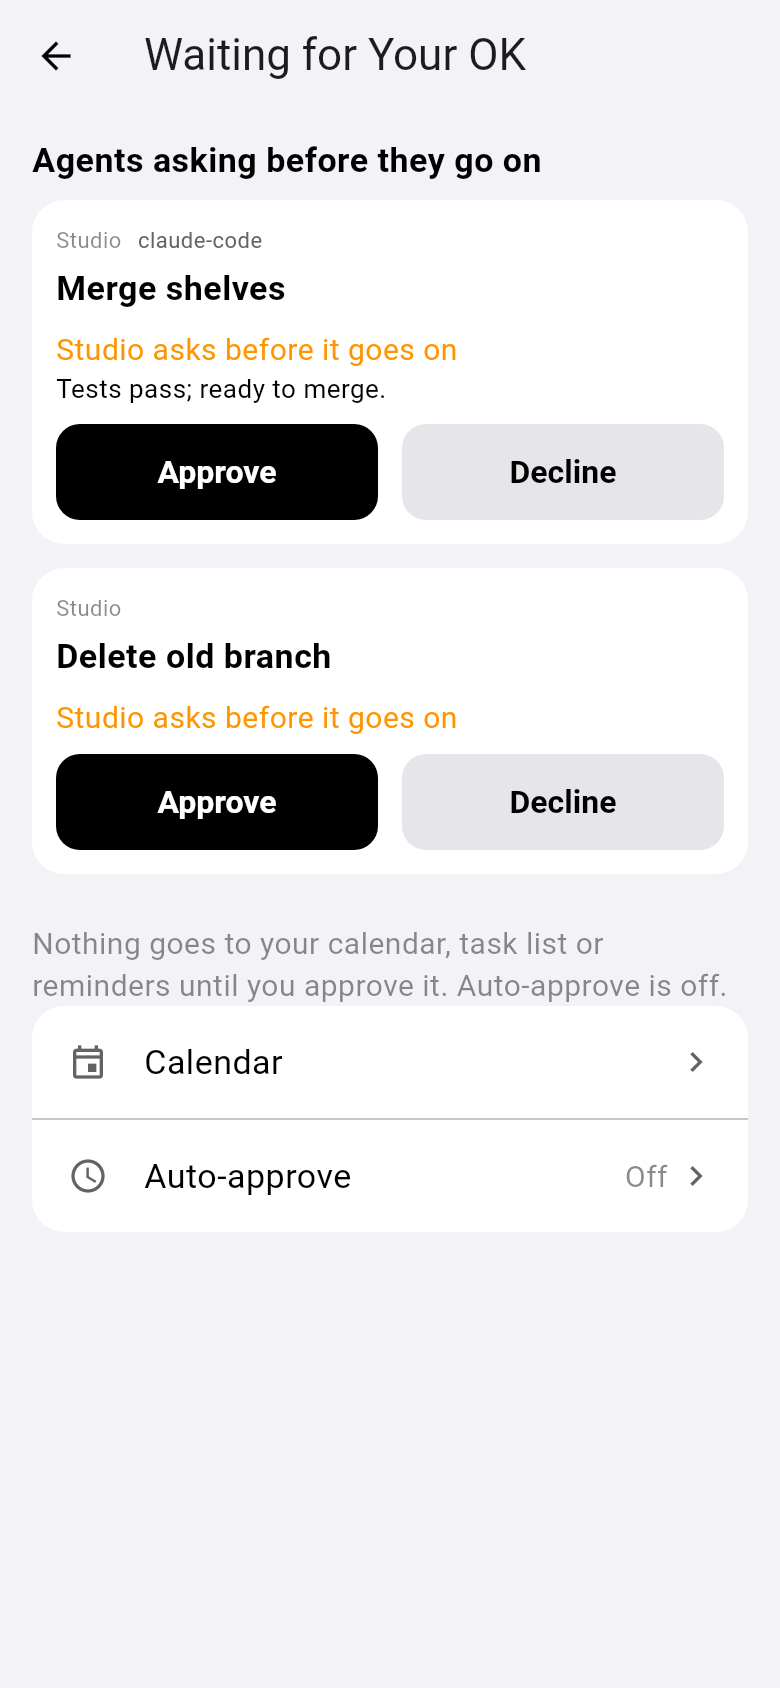 Waiting for Your OK
Agents asking before they go on
Studio claude-code
Merge shelves
Studio asks before it goes on
Tests pass; ready to merge.
Approve Decline
Studio
Delete old branch
Studio asks before it goes on
Approve Decline
Nothing goes to your calendar, task list or
reminders until you approve it. Auto-approve is off.
Calendar
Auto-approve Off